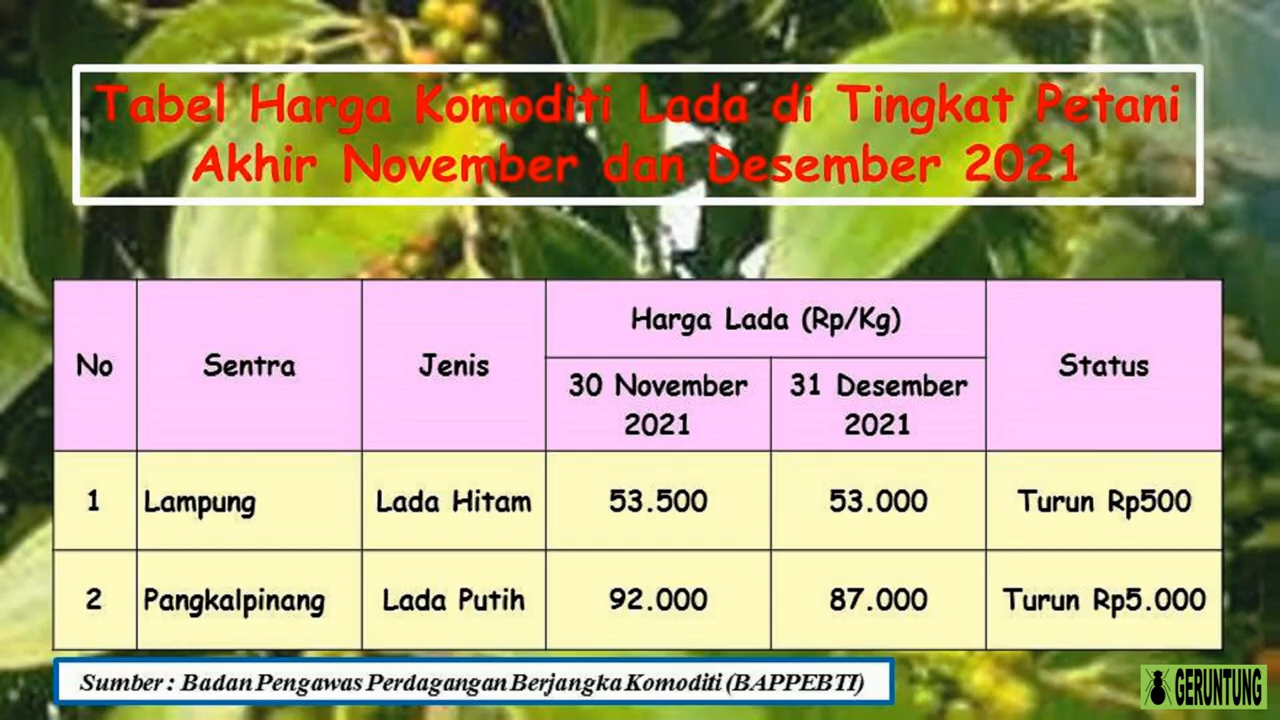 Tabel Harga Komoditi Lada di Tingkat Petani
Akhir November dan Desember 2021
No Sentra Jenis Harga Lada (Rp/Kg) Status
30 November 2021 31 Desember 2021
1 Lampung Lada Hitam 53.500 53.000 Turun Rp500
2 Pangkalpinang Lada Putih 92.000 87.000 Turun Rp5.000
Sumber : Badan Pengawas Perdagangan Berjangka Komoditi (BAPPEBTI)
GERUNTUNG